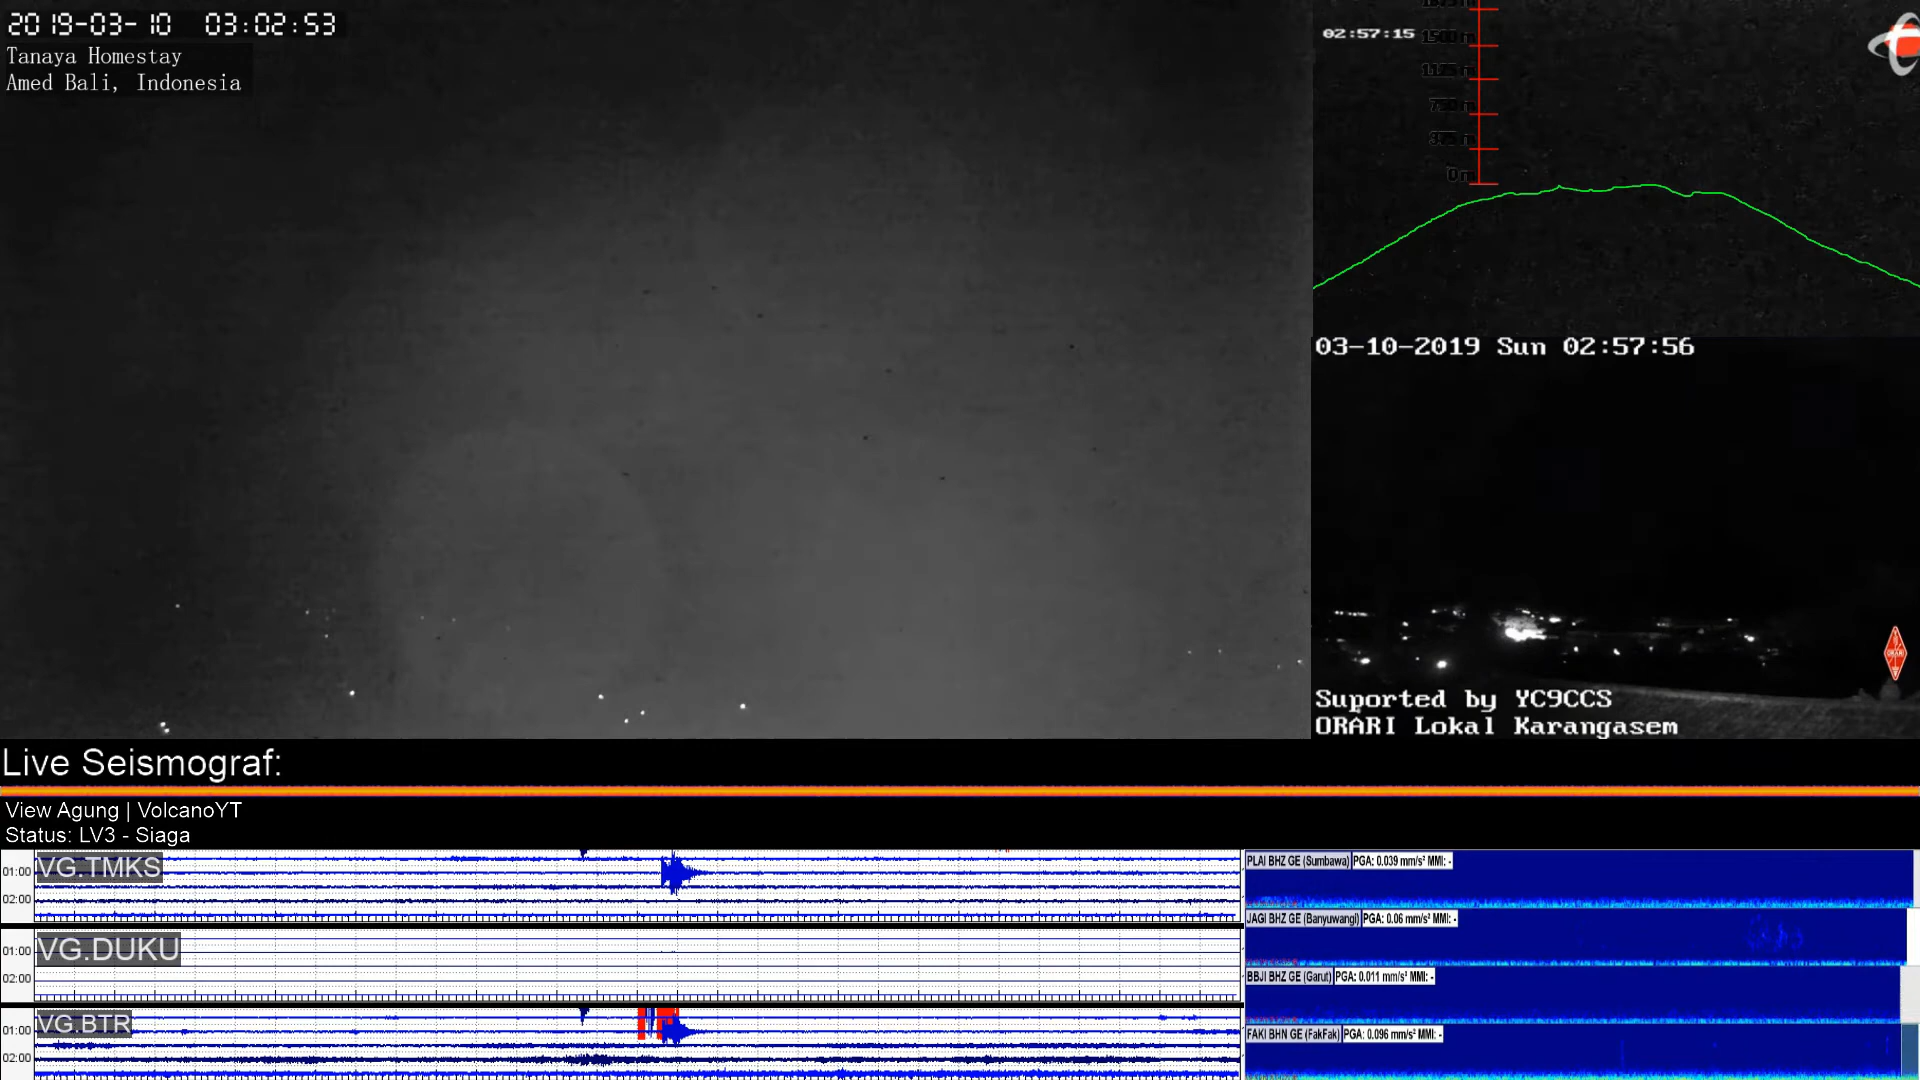 2019-03-10 03:02:53
Tanaya Homestay
Amed Bali, Indonesia
02:57:15
1500 m
1125 m
750 m
375 m
0 m
03-10-2019 Sun 02:57:56
ORARI
Suported by YC9CCS
ORARI Lokal Karangasem
Live Seismograf:
View Agung | VolcanoYT
Status: LV3 - Siaga
VG.TMKS
01:00
02:00
VG.DUKU
01:00
02:00
VG.BTR
01:00
02:00
PLAI BHZ GE (Sumbawa) PGA: 0.039 mm/s² MMI: -
JAGI BHZ GE (Banyuwangi) PGA: 0.06 mm/s² MMI: -
BBJI BHZ GE (Garut) PGA: 0.011 mm/s² MMI: -
FAKI BHN GE (FakFak) PGA: 0.096 mm/s² MMI: -